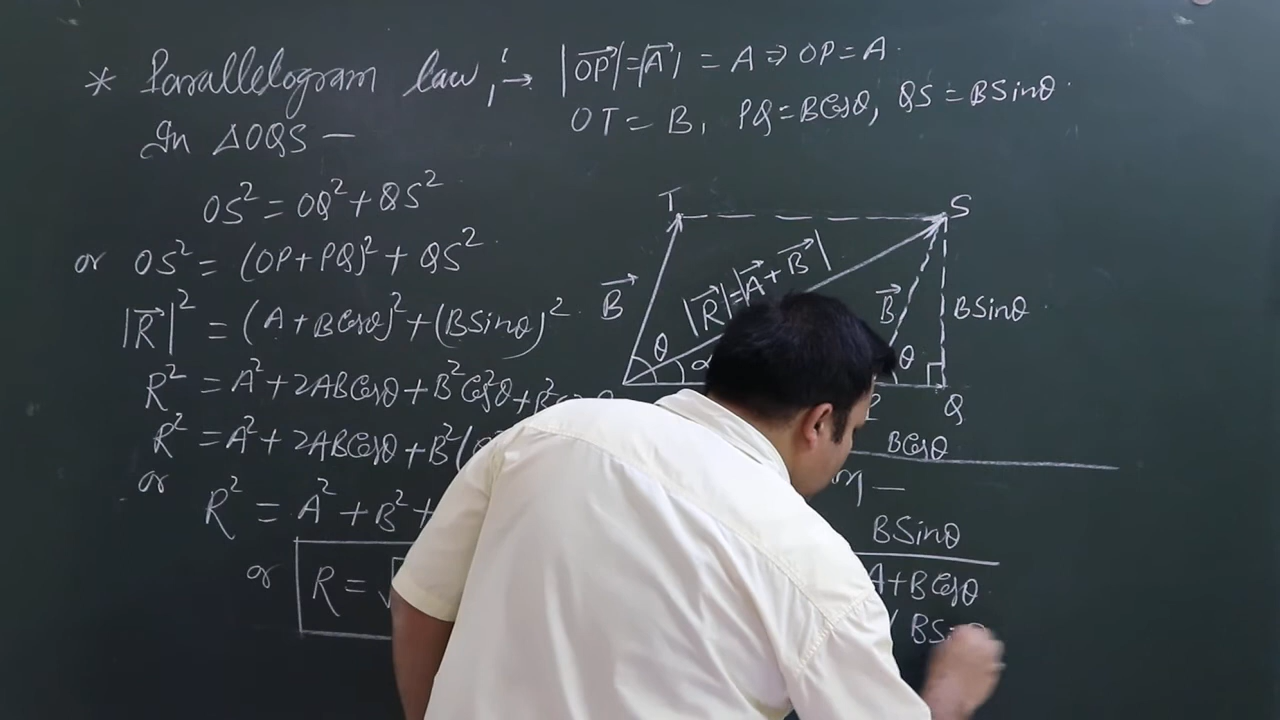 * Parallelogram law, :→ |OP⃗|=|A⃗| = A ⇒ OP = A.
OT = B, PQ = BCosθ, QS = BSinθ.
In △OQS —
OS² = OQ² + QS²
or OS² = (OP+PQ)² + QS²
|R⃗|² = (A+BCosθ)² + (BSinθ)²
R² = A² + 2ABCosθ + B²Cos²θ +
R² = A² + 2ABCosθ + B²(
or R² = A² + B² +
or R = √
T S
B⃗ |R⃗|=|A⃗+B⃗| B⃗ BSinθ.
θ α θ
Q
BCosθ
BSinθ
A+BCosθ